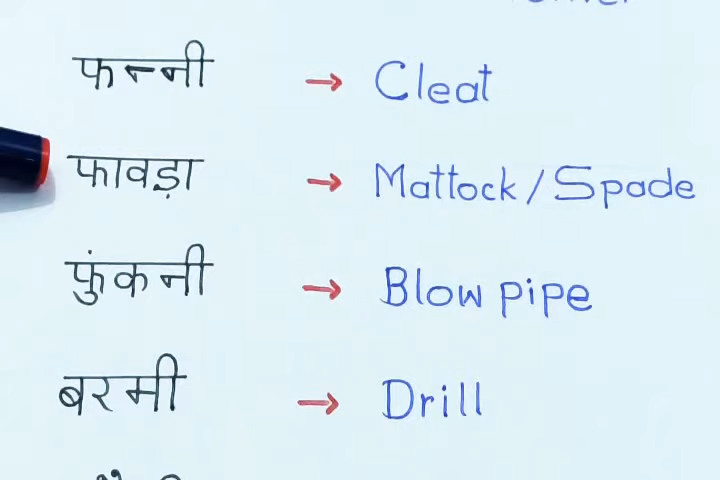 फन्नी → Cleat
फावड़ा → Mattock/Spade
फुंकनी → Blow pipe
बरमी → Drill